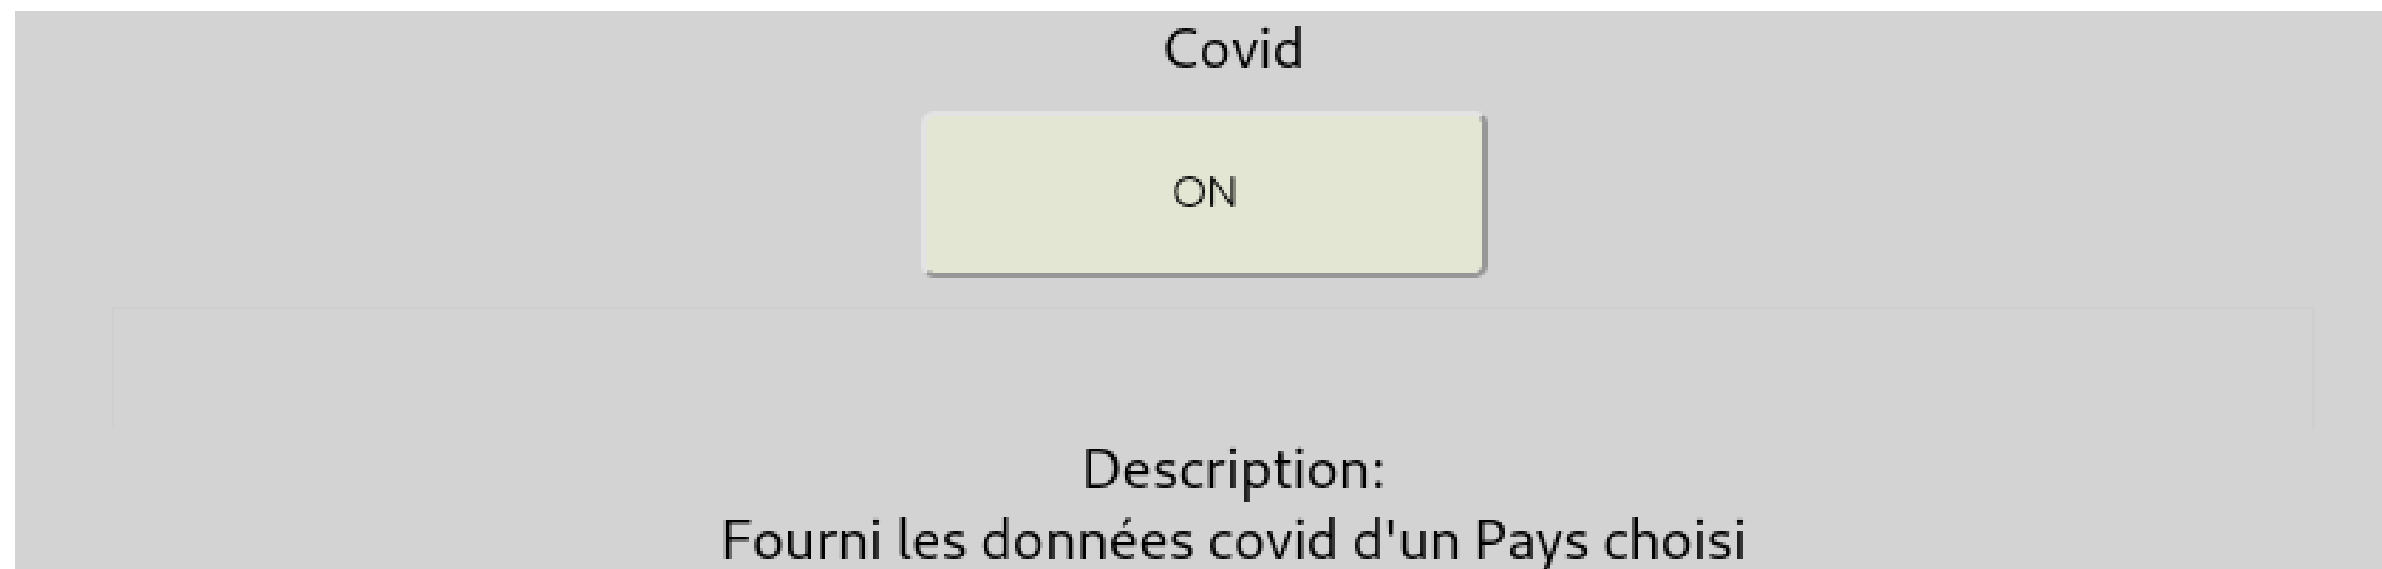 Covid
ON
Description:
Fourni les données covid d'un Pays choisi